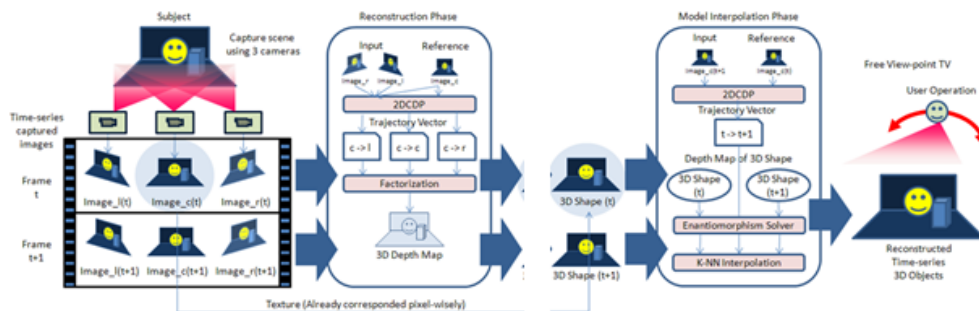 Subject
Capture scene
using 3 cameras
Time-series
captured
images
Frame
t
Image_l(t)
Image_c(t)
Image_r(t)
Frame
t+1
Image_l(t+1)
Image_c(t+1)
Image_r(t+1)
Reconstruction Phase
Input
Reference
Image_r
Image_l
Image_c
2DCDP
Trajectory Vector
c -> l
c -> c
c -> r
Factorization
3D Depth Map
3D Shape (t)
3D Shape (t+1)
Texture (Already corresponded pixel-wisely)
Model Interpolation Phase
Input
Reference
Image_c(t+1
Image_c(t)
2DCDP
Trajectory Vector
t -> t+1
Depth Map of 3D Shape
3D Shape
(t)
3D Shape
(t+1)
Enantiomorphism Solver
K-NN Interpolation
Free View-point TV
User Operation
Reconstructed
Time-series
3D Objects